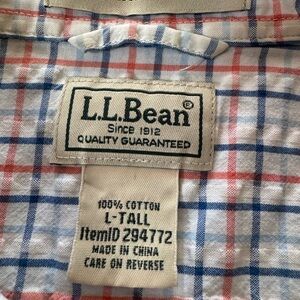 L.L.Bean®
Since 1912
QUALITY GUARANTEED
100% COTTON
L-TALL
ItemID 294772
MADE IN CHINA
CARE ON REVERSE